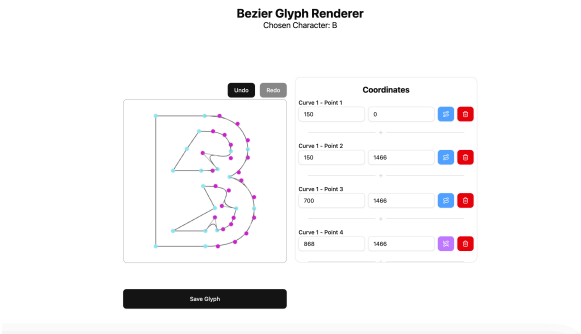 Bezier Glyph Renderer
Chosen Character: B
Undo Redo
Coordinates
Curve 1 - Point 1
150 0
Curve 1 - Point 2
150 1466
Curve 1 - Point 3
700 1466
Curve 1 - Point 4
868 1466
Save Glyph